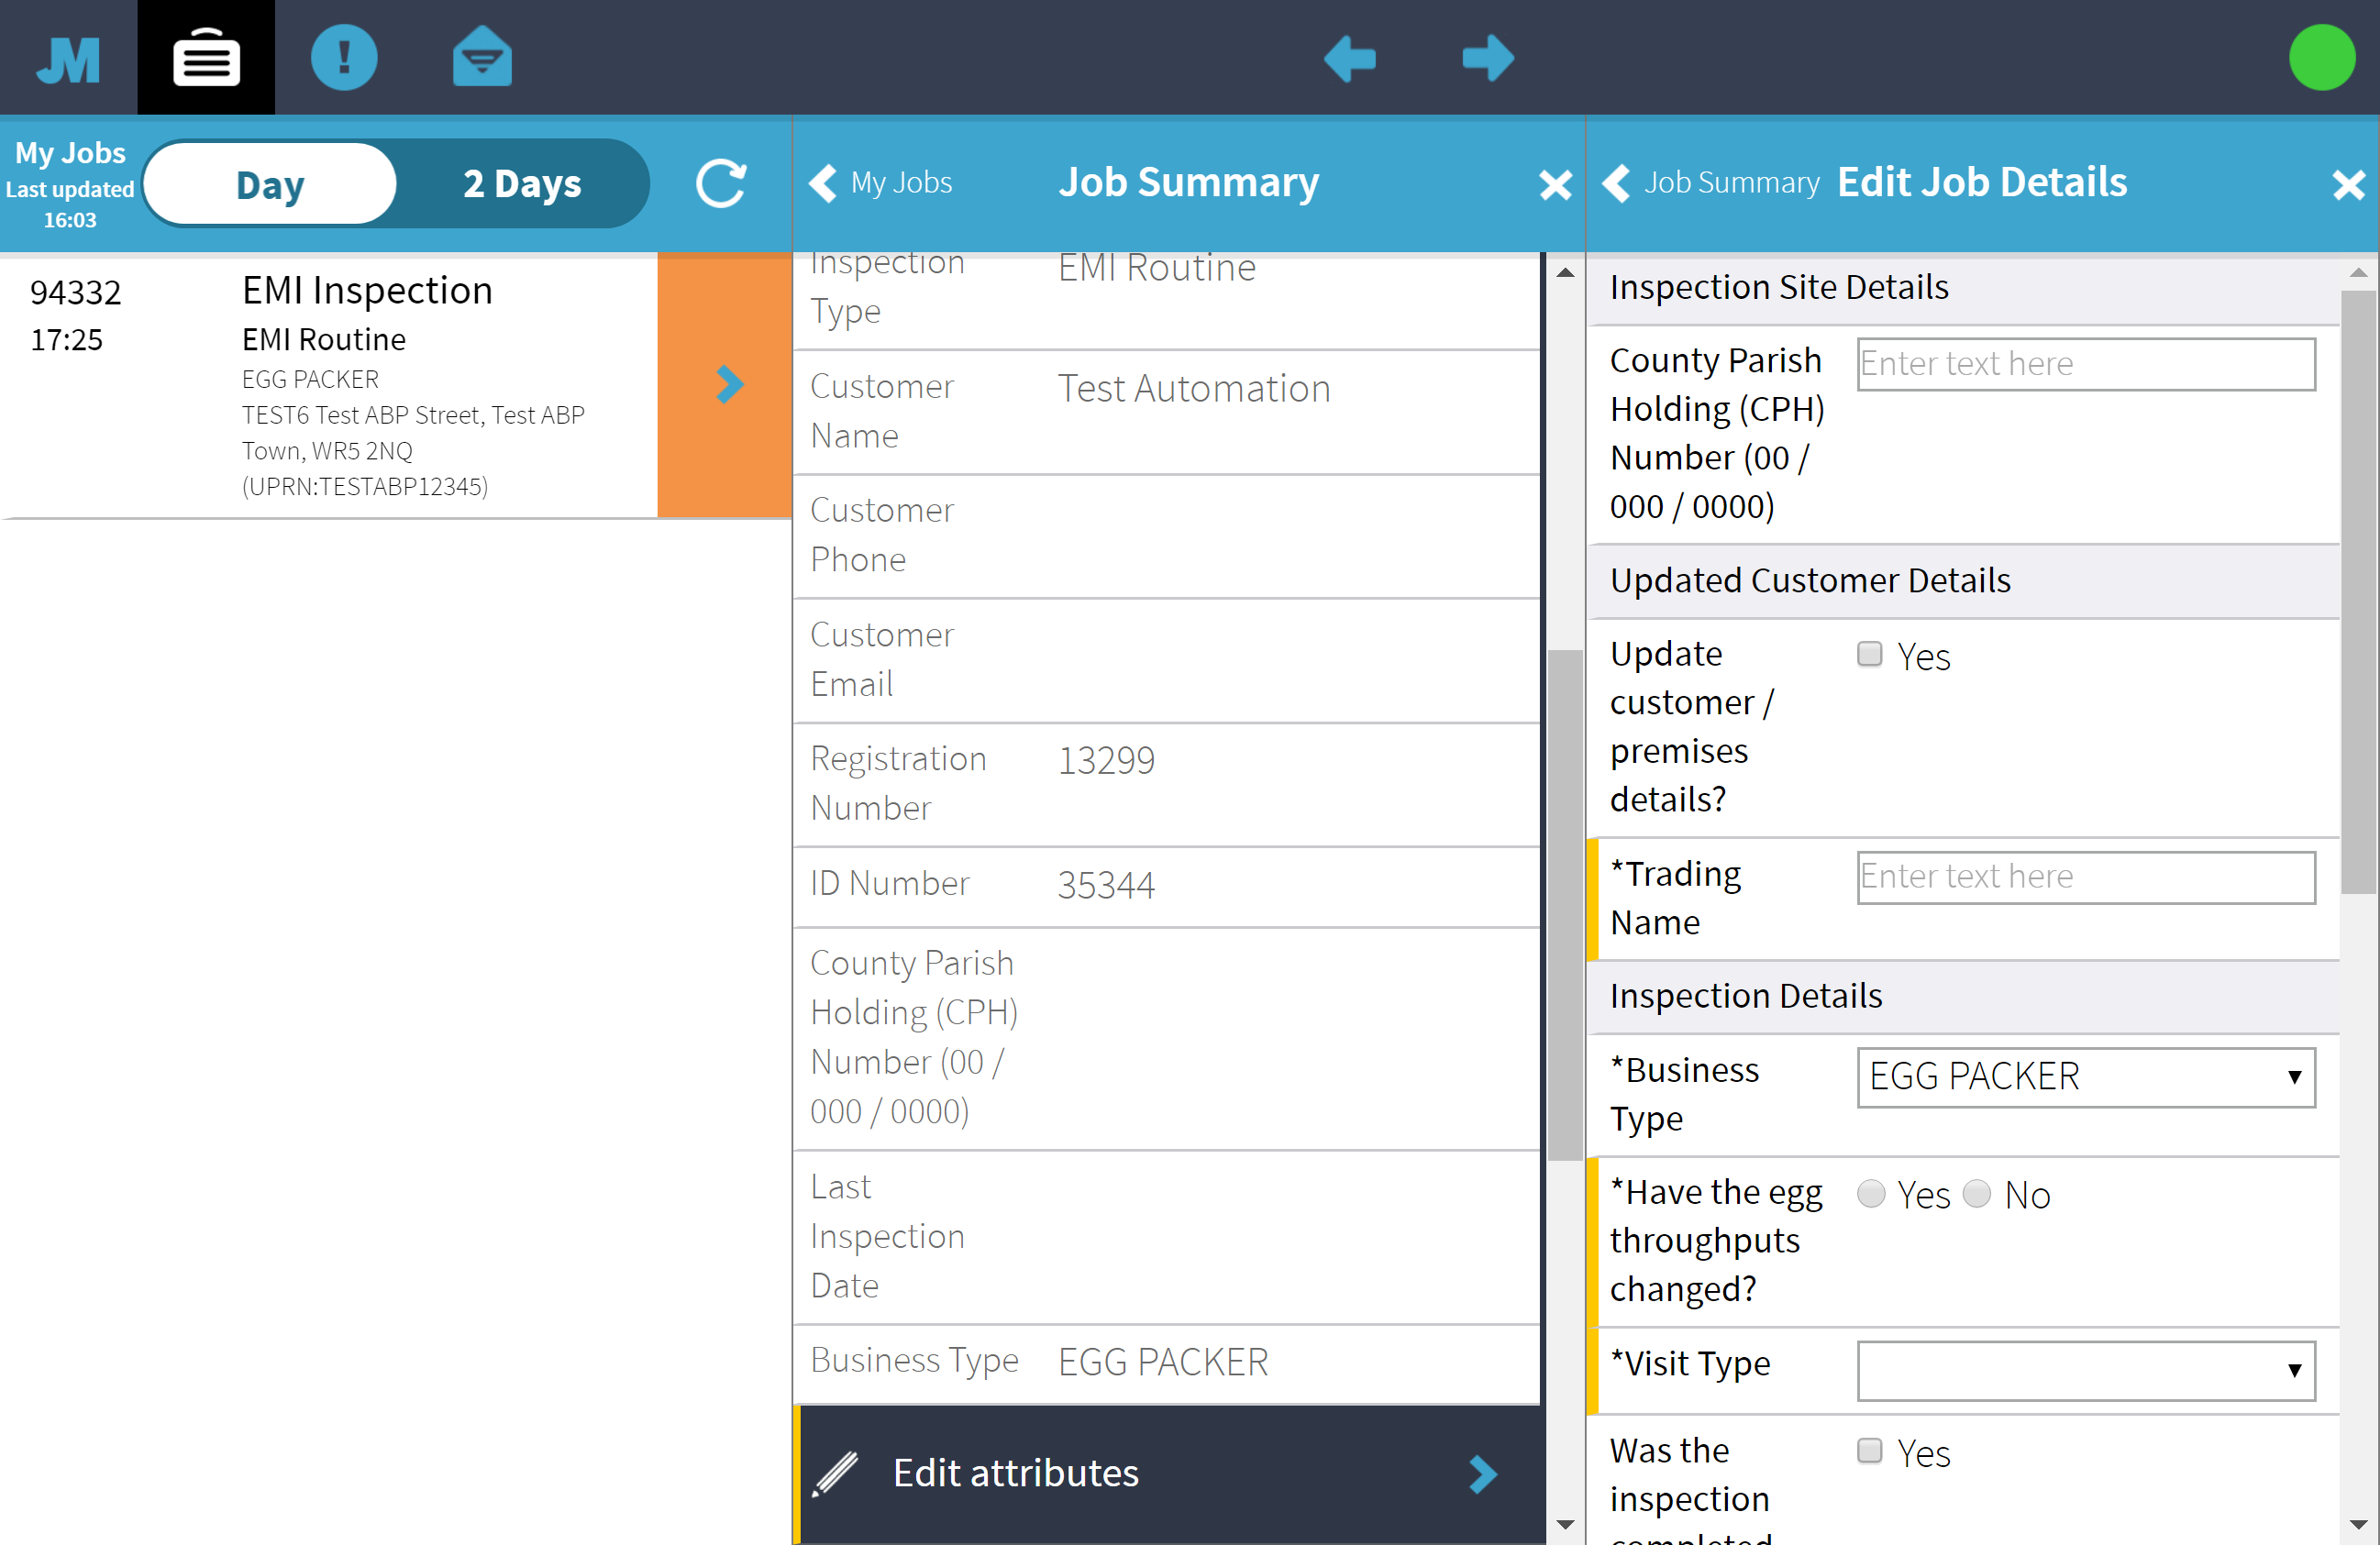 JM
My Jobs
Last updated
16:03
Day
2 Days
My Jobs
Job Summary
Job Summary
Edit Job Details
94332
17:25
EMI Inspection
EMI Routine
EGG PACKER
TEST6 Test ABP Street, Test ABP
Town, WR5 2NQ
(UPRN:TESTABP12345)
Inspection
Type
EMI Routine
Customer
Name
Test Automation
Customer
Phone
Customer
Email
Registration
Number
13299
ID Number
35344
County Parish
Holding (CPH)
Number (00 /
000 / 0000)
Last
Inspection
Date
Business Type
EGG PACKER
Edit attributes
Inspection Site Details
County Parish
Holding (CPH)
Number (00 /
000 / 0000)
Enter text here
Updated Customer Details
Update
customer /
premises
details?
Yes
*Trading
Name
Enter text here
Inspection Details
*Business
Type
EGG PACKER
*Have the egg
throughputs
changed?
Yes
No
*Visit Type
Was the
inspection
completed
Yes